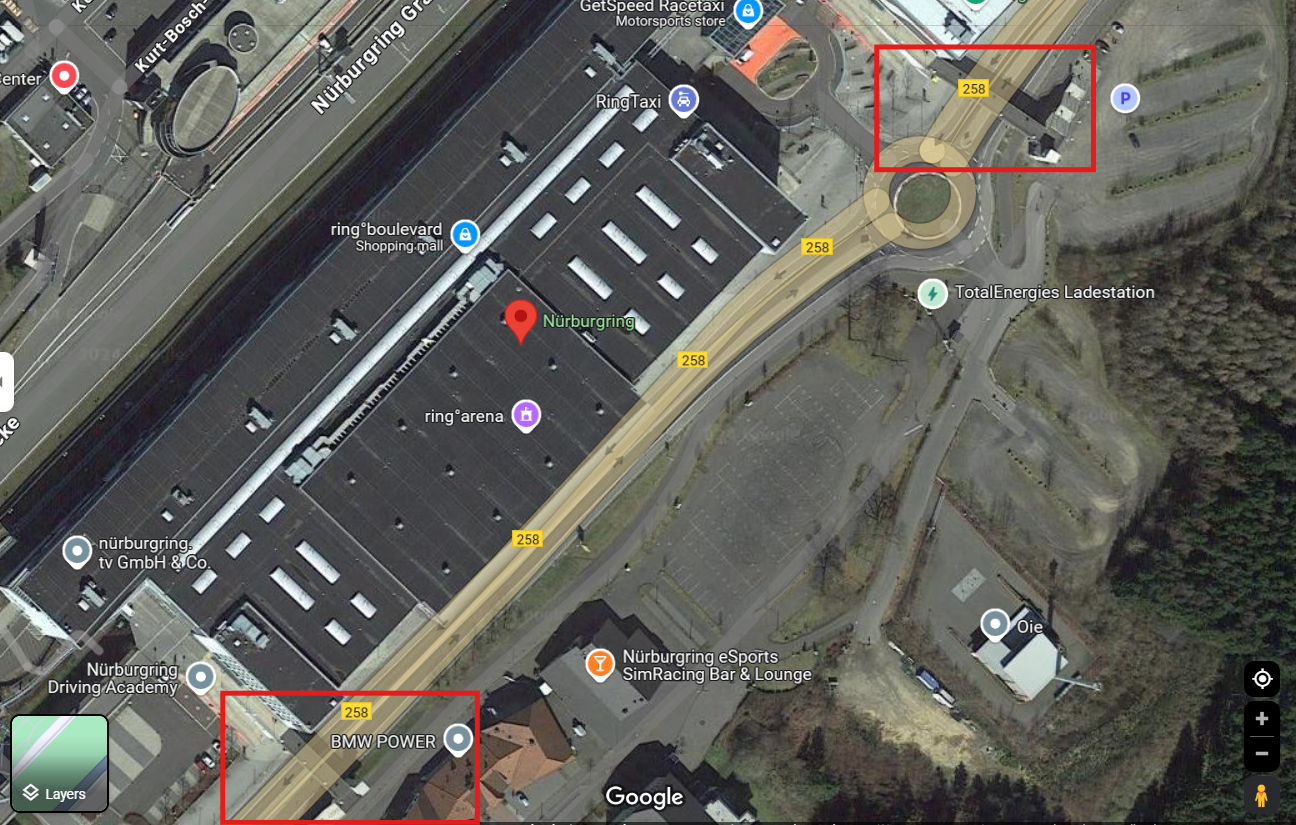 GetSpeed Racetaxi
Motorsports store
Kurt-Bosch-
Nürburgring Gra
Center
RingTaxi
258
P
ring°boulevard
Shopping mall
258
TotalEnergies Ladestation
Nürburgring
258
ring°arena
258
nürburgring.
tv GmbH & Co.
Oie
Nürburgring eSports
SimRacing Bar & Lounge
Nürburgring
Driving Academy
258
BMW POWER
Layers
Google